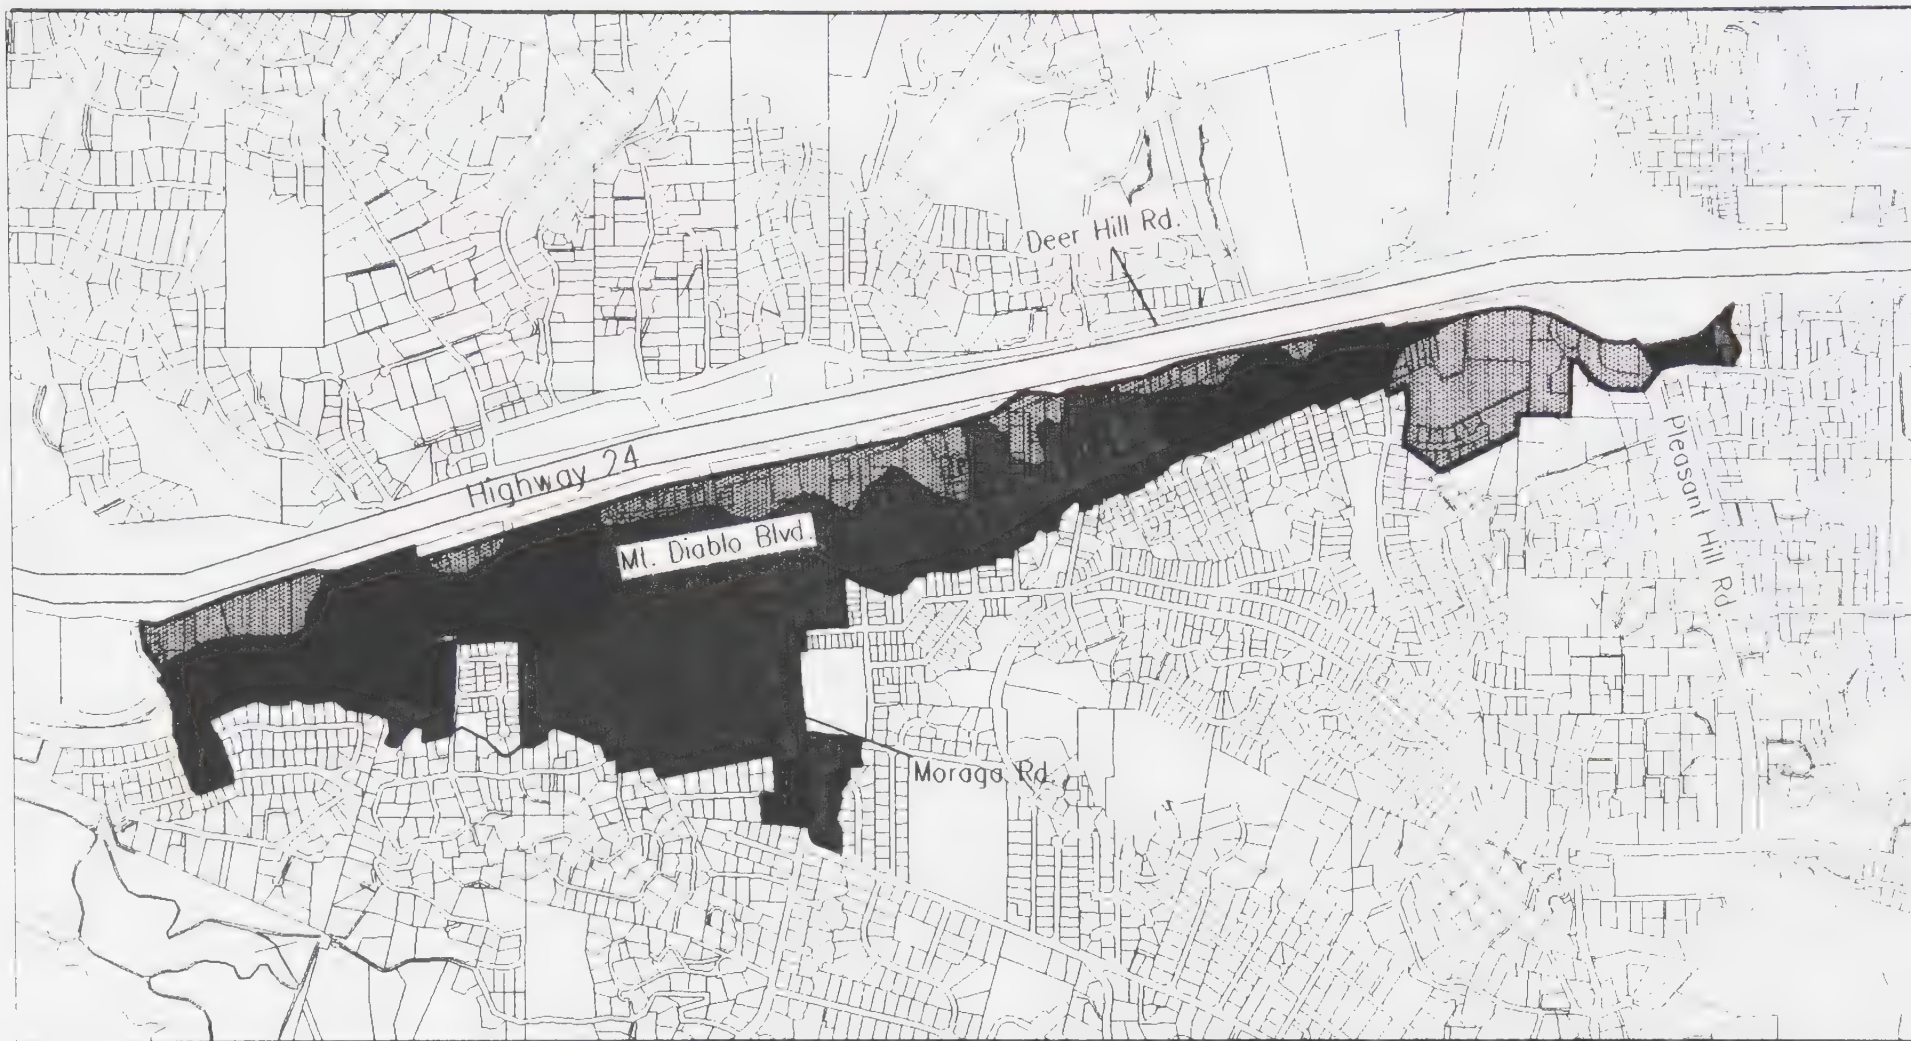 Deer Hill Rd.
Highway 24
Mt. Diablo Blvd.
Pleasant Hill Rd
Moraga Rd.